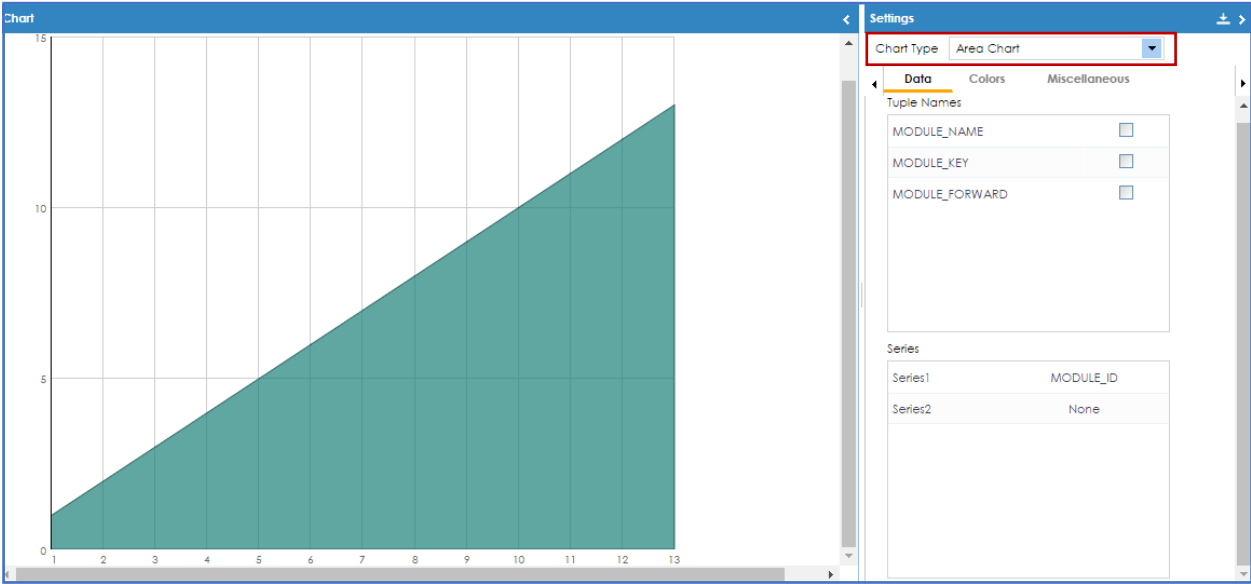 Chart
15
10
5
0
1 2 3 4 5 6 7 8 9 10 11 12 13
Settings
Chart Type Area Chart
Data Colors Miscellaneous
Tuple Names
MODULE_NAME
MODULE_KEY
MODULE_FORWARD
Series
Series1 MODULE_ID
Series2 None